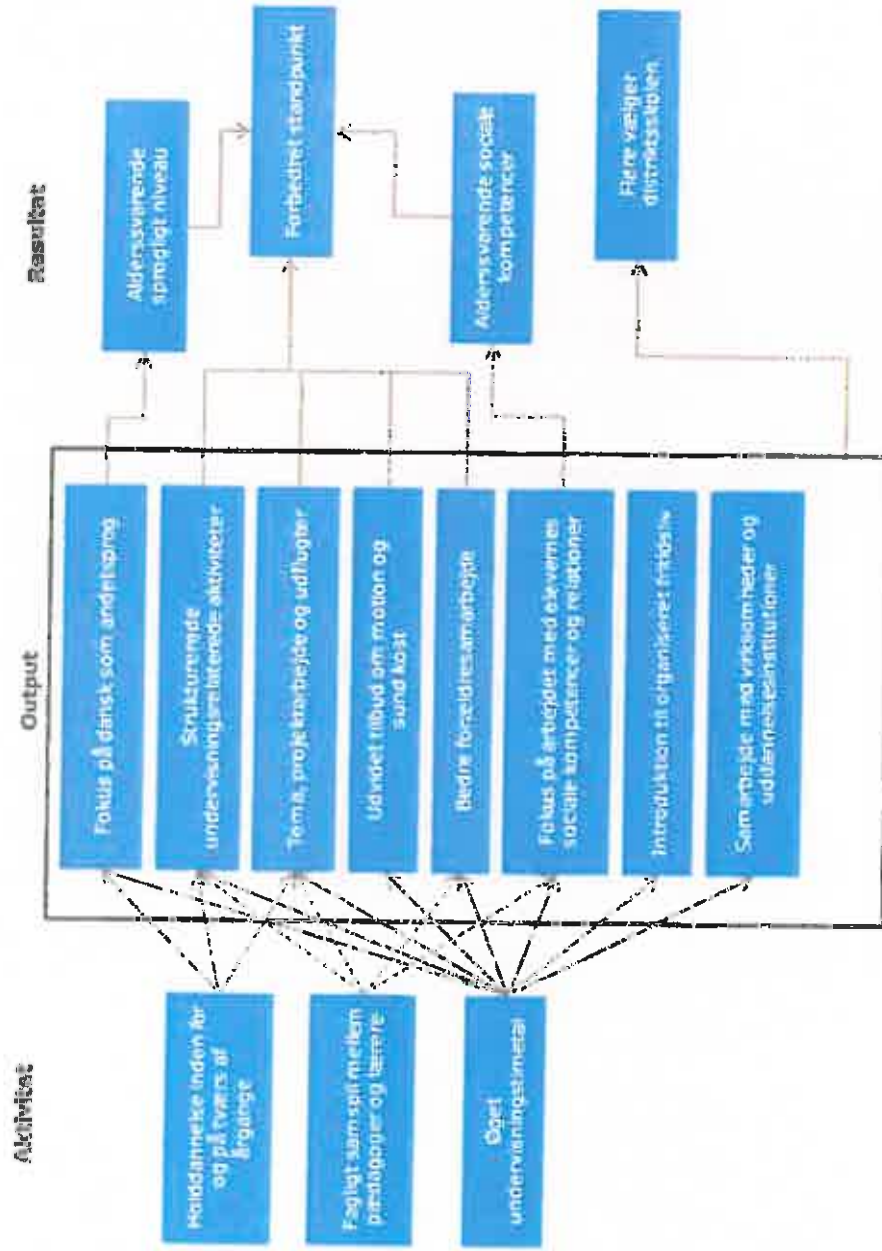 Aktivitet
Output
Resultat
Holddannelse inden for
og på tværs af
årgange
Fagligt samspil mellem
pædagoger og lærere
Øget
undervisningstimetal
Fokus på dansk som andetsprog
Strukturerede
undervisningsrelaterede aktiviteter
Tema, projektarbejde og udflugter
Udvidet tilbud om motion og
sund kost
Bedre forældresamarbejde
Fokus på arbejdet med elevernes
sociale kompetencer og relationer
Introduktion til organiseret fritidsliv
Samarbejde med virksomheder og
uddannelsesinstitutioner
Alderssvarende
sprogligt niveau
Forbedret standpunkt
Alderssvarende sociale
kompetencer
Flere vælger
distriktsskolen